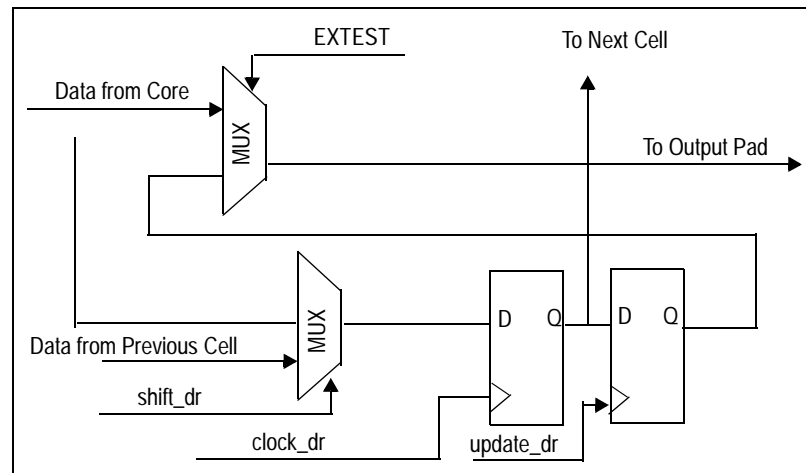 EXTEST
To Next Cell
Data from Core
MUX
To Output Pad
MUX
D Q
D Q
Data from Previous Cell
shift_dr
clock_dr
update_dr